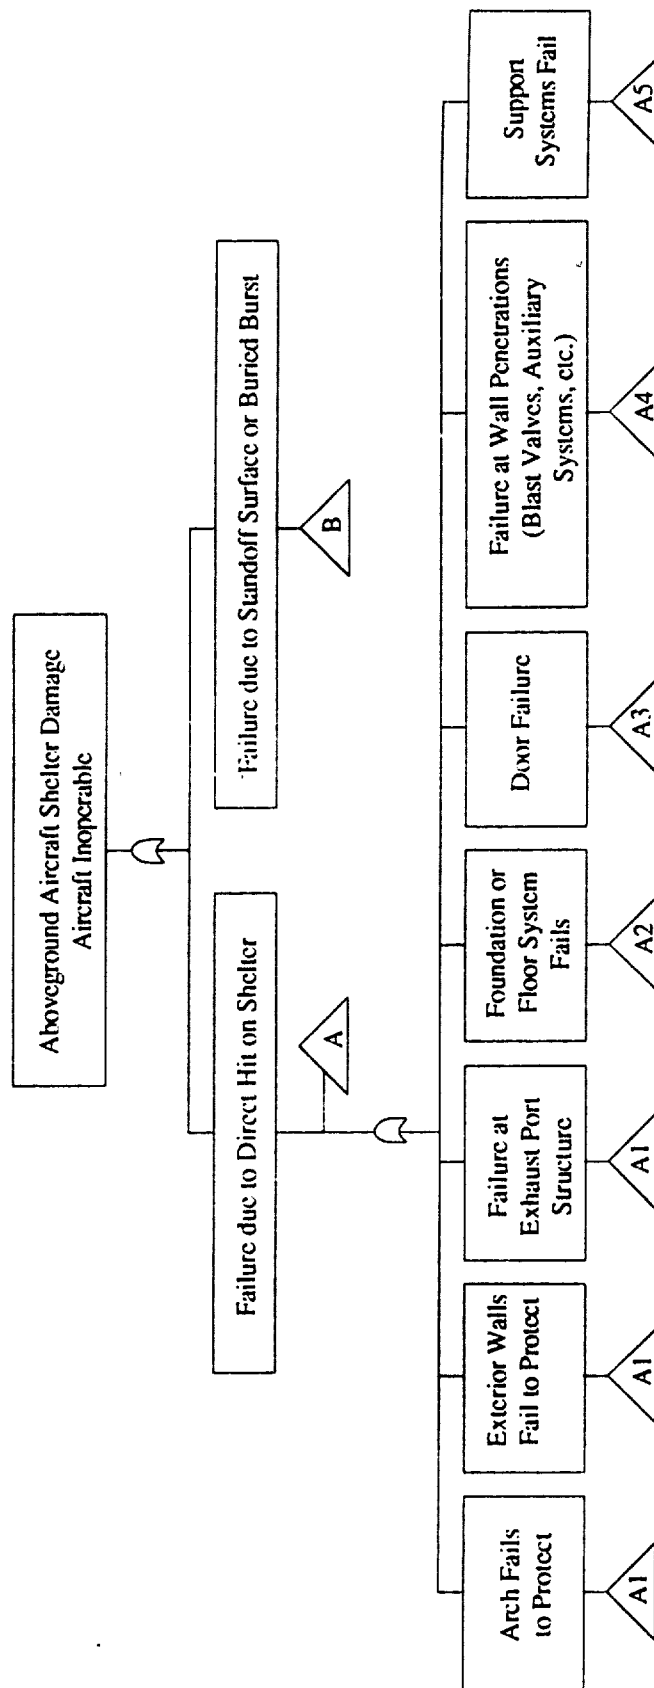 Aboveground Aircraft Shelter Damage
Aircraft Inoperable
Failure due to Direct Hit on Shelter
A
Failure due to Standoff Surface or Buried Burst
B
Arch Fails
to Protect
A1
Exterior Walls
Fail to Protect
A1
Failure at
Exhaust Port
Structure
A1
Foundation or
Floor System
Fails
A2
Door Failure
A3
Failure at Wall Penetrations
(Blast Valves, Auxiliary
Systems, etc.)
A4
Support
Systems Fail
A5